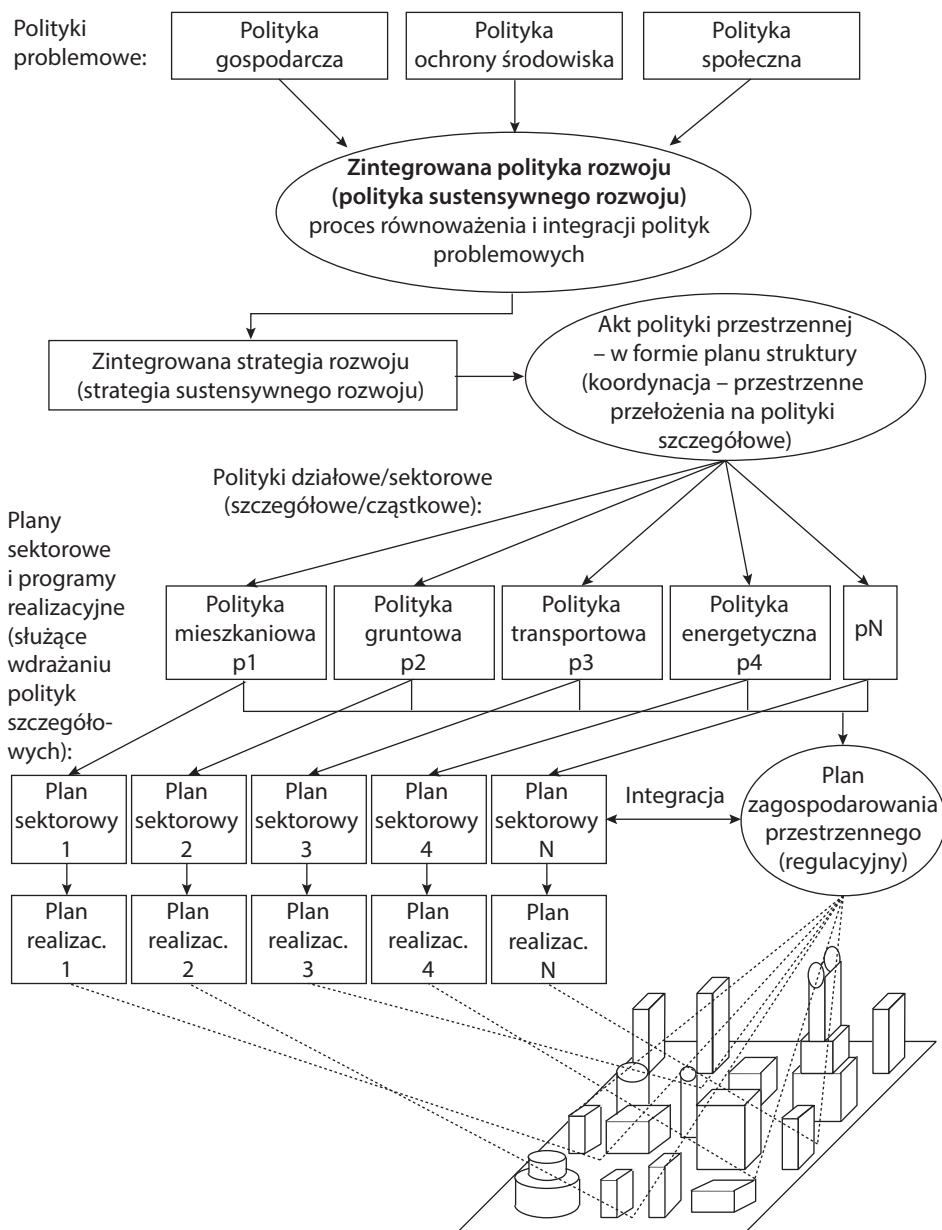 Polityki
problemowe:
Polityka
gospodarcza
Polityka
ochrony środowiska
Polityka
społeczna
Zintegrowana polityka rozwoju
(polityka sustensywnego rozwoju)
proces równoważenia i integracji polityk
problemowych
Zintegrowana strategia rozwoju
(strategia sustensywnego rozwoju)
Akt polityki przestrzennej
– w formie planu struktury
(koordynacja – przestrzenne
przełożenia na polityki
szczegółowe)
Polityki działowe/sektorowe
(szczegółowe/cząstkowe):
Plany
sektorowe
i programy
realizacyjne
(służące
wdrażaniu
polityk
szczegóło-
wych):
Polityka
mieszkaniowa
p1
Polityka
gruntowa
p2
Polityka
transportowa
p3
Polityka
energetyczna
p4
pN
Plan
sektorowy
1
Plan
sektorowy
2
Plan
sektorowy
3
Plan
sektorowy
4
Plan
sektorowy
N
Integracja
Plan
zagospodarowania
przestrzennego
(regulacyjny)
Plan
realizac.
1
Plan
realizac.
2
Plan
realizac.
3
Plan
realizac.
4
Plan
realizac.
N